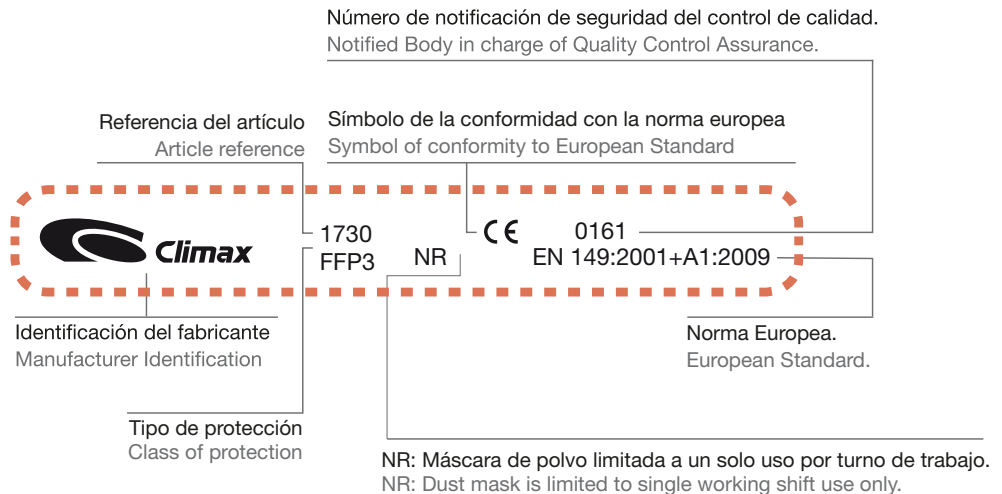 Número de notificación de seguridad del control de calidad.
Notified Body in charge of Quality Control Assurance.
Referencia del artículo
Article reference
Símbolo de la conformidad con la norma europea
Symbol of conformity to European Standard
Climax
1730
CE
0161
FFP3
NR
EN 149:2001+A1:2009
Identificación del fabricante
Manufacturer Identification
Norma Europea.
European Standard.
Tipo de protección
Class of protection
NR: Máscara de polvo limitada a un solo uso por turno de trabajo.
NR: Dust mask is limited to single working shift use only.